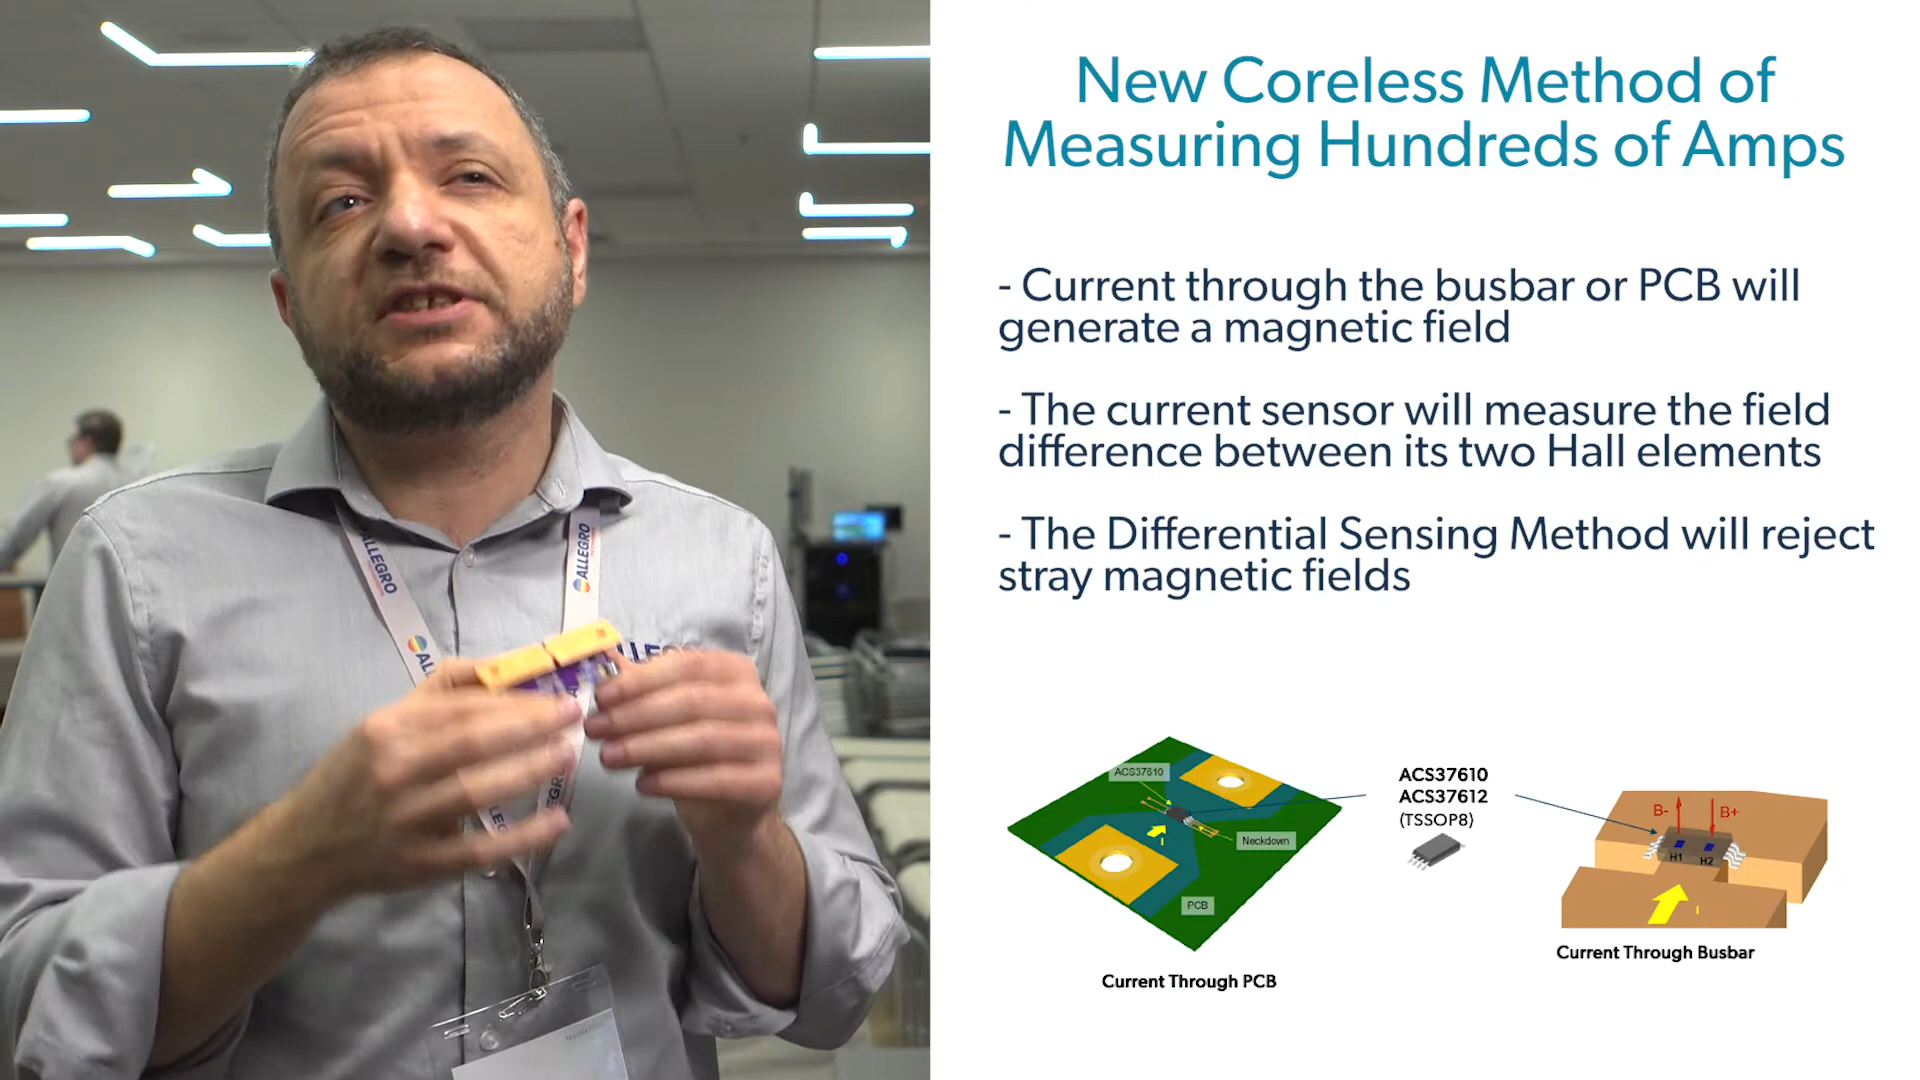 New Coreless Method of
Measuring Hundreds of Amps
- Current through the busbar or PCB will
generate a magnetic field
- The current sensor will measure the field
difference between its two Hall elements
- The Differential Sensing Method will reject
stray magnetic fields
ALLEGRO
ALLEGRO
ACS37610
Neckdown
PCB
I
Current Through PCB
ACS37610
ACS37612
(TSSOP8)
B-
B+
H1
H2
I
Current Through Busbar